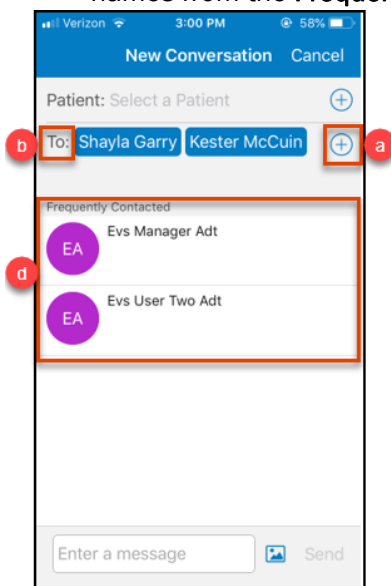 names from the Freque
Verizon 3:00 PM 58%
New Conversation Cancel
Patient: Select a Patient
b To: Shayla Garry Kester McCuin a
Frequently Contacted
EA Evs Manager Adt
d
EA Evs User Two Adt
Enter a message Send